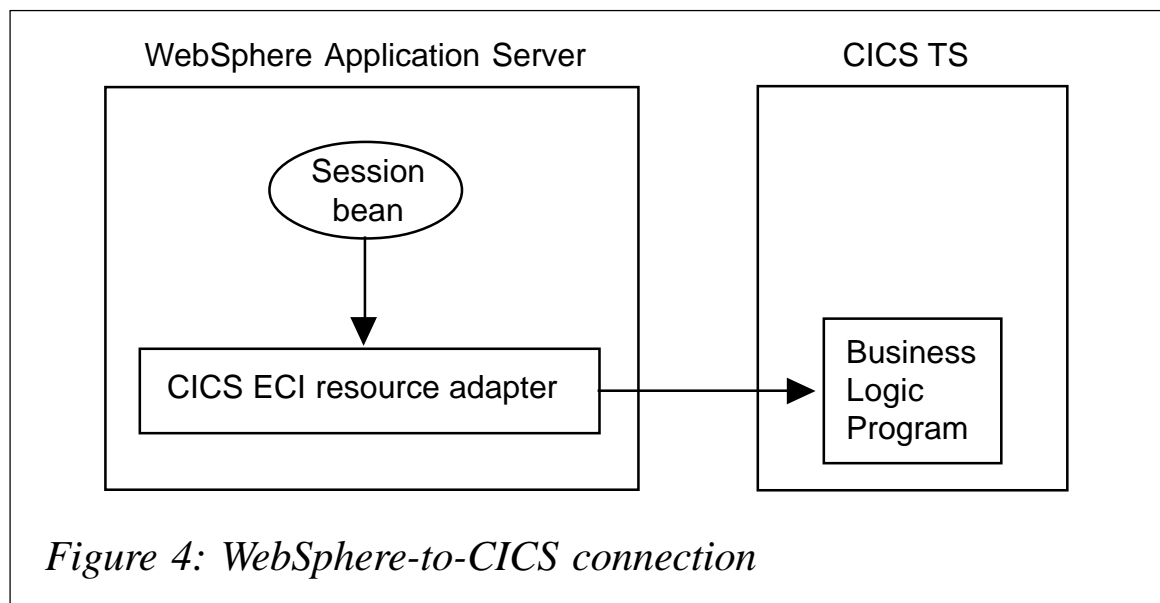 WebSphere Application Server
CICS TS
Session
bean
CICS ECI resource adapter
Business
Logic
Program
Figure 4: WebSphere-to-CICS connection